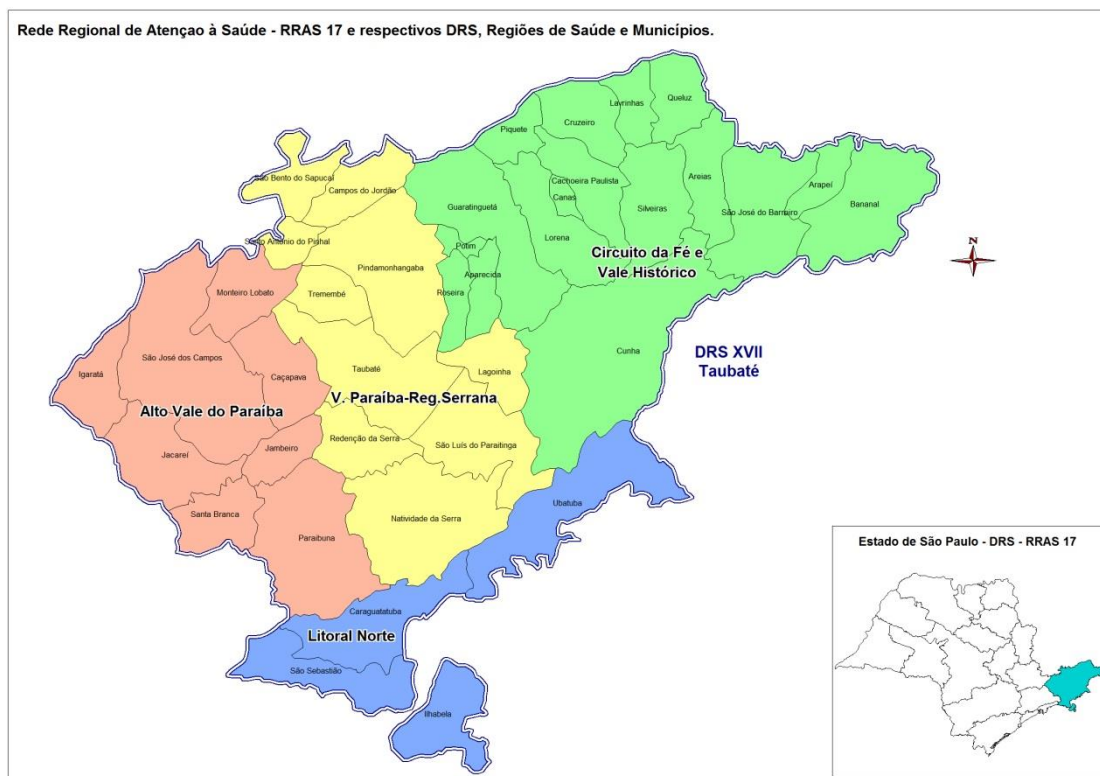 Rede Regional de Atençao à Saúde - RRAS 17 e respectivos DRS, Regiões de Saúde e Municípios.
Lavrinhas
Queluz
Cruzeiro
Piquete
São Bento do Sapucaí
Campos do Jordão
Cachoeira Paulista
Canas
Areias
Arapeí
Bananal
Guaratinguetá
Silveiras
São José do Barreiro
Santo Antônio do Pinhal
Lorena
Potim
Circuito da Fé e
Vale Histórico
Pindamonhangaba
Aparecida
Roseira
Monteiro Lobato
Tremembé
Cunha
DRS XVII
Taubaté
São José dos Campos
Igaratá
Caçapava
Taubaté
Lagoinha
V. Paraíba-Reg.Serrana
Alto Vale do Paraíba
Redenção da Serra
São Luís do Paraitinga
Jacareí
Jambeiro
Ubatuba
Santa Branca
Natividade da Serra
Paraibuna
Caraguatatuba
Litoral Norte
São Sebastião
Ilhabela
Estado de São Paulo - DRS - RRAS 17